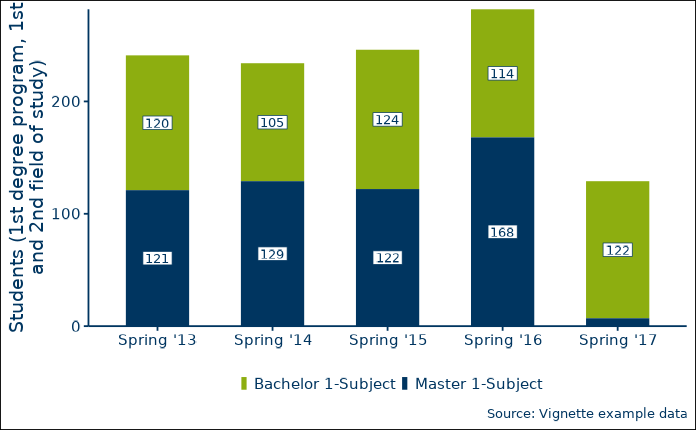 Students (1st degree program, 1st
and 2nd field of study)
200
100
0
120
105
124
114
122
121
129
122
168
Spring '13
Spring '14
Spring '15
Spring '16
Spring '17
Bachelor 1-Subject
Master 1-Subject
Source: Vignette example data